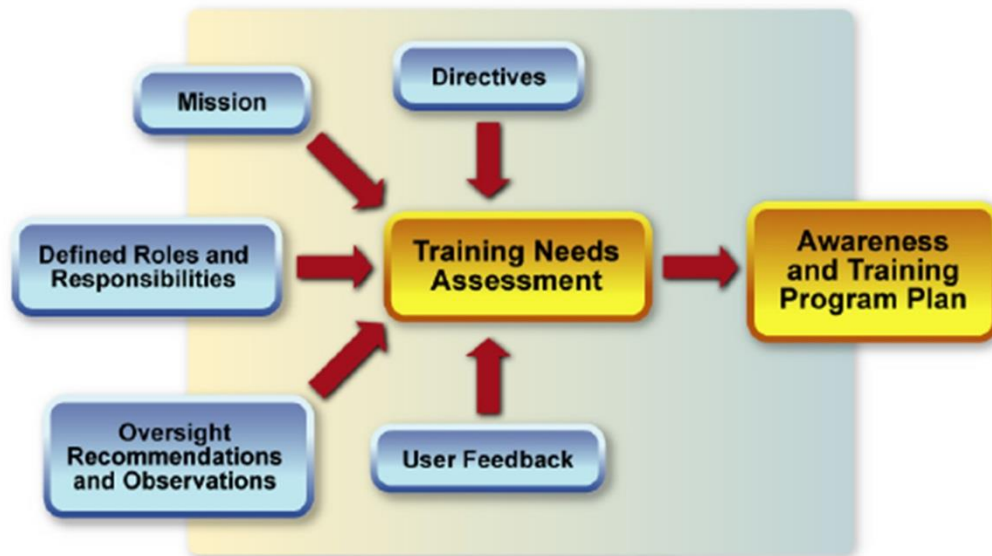 Mission
Directives
Defined Roles and
Responsibilities
Training Needs
Assessment
Awareness
and Training
Program Plan
Oversight
Recommendations
and Observations
User Feedback